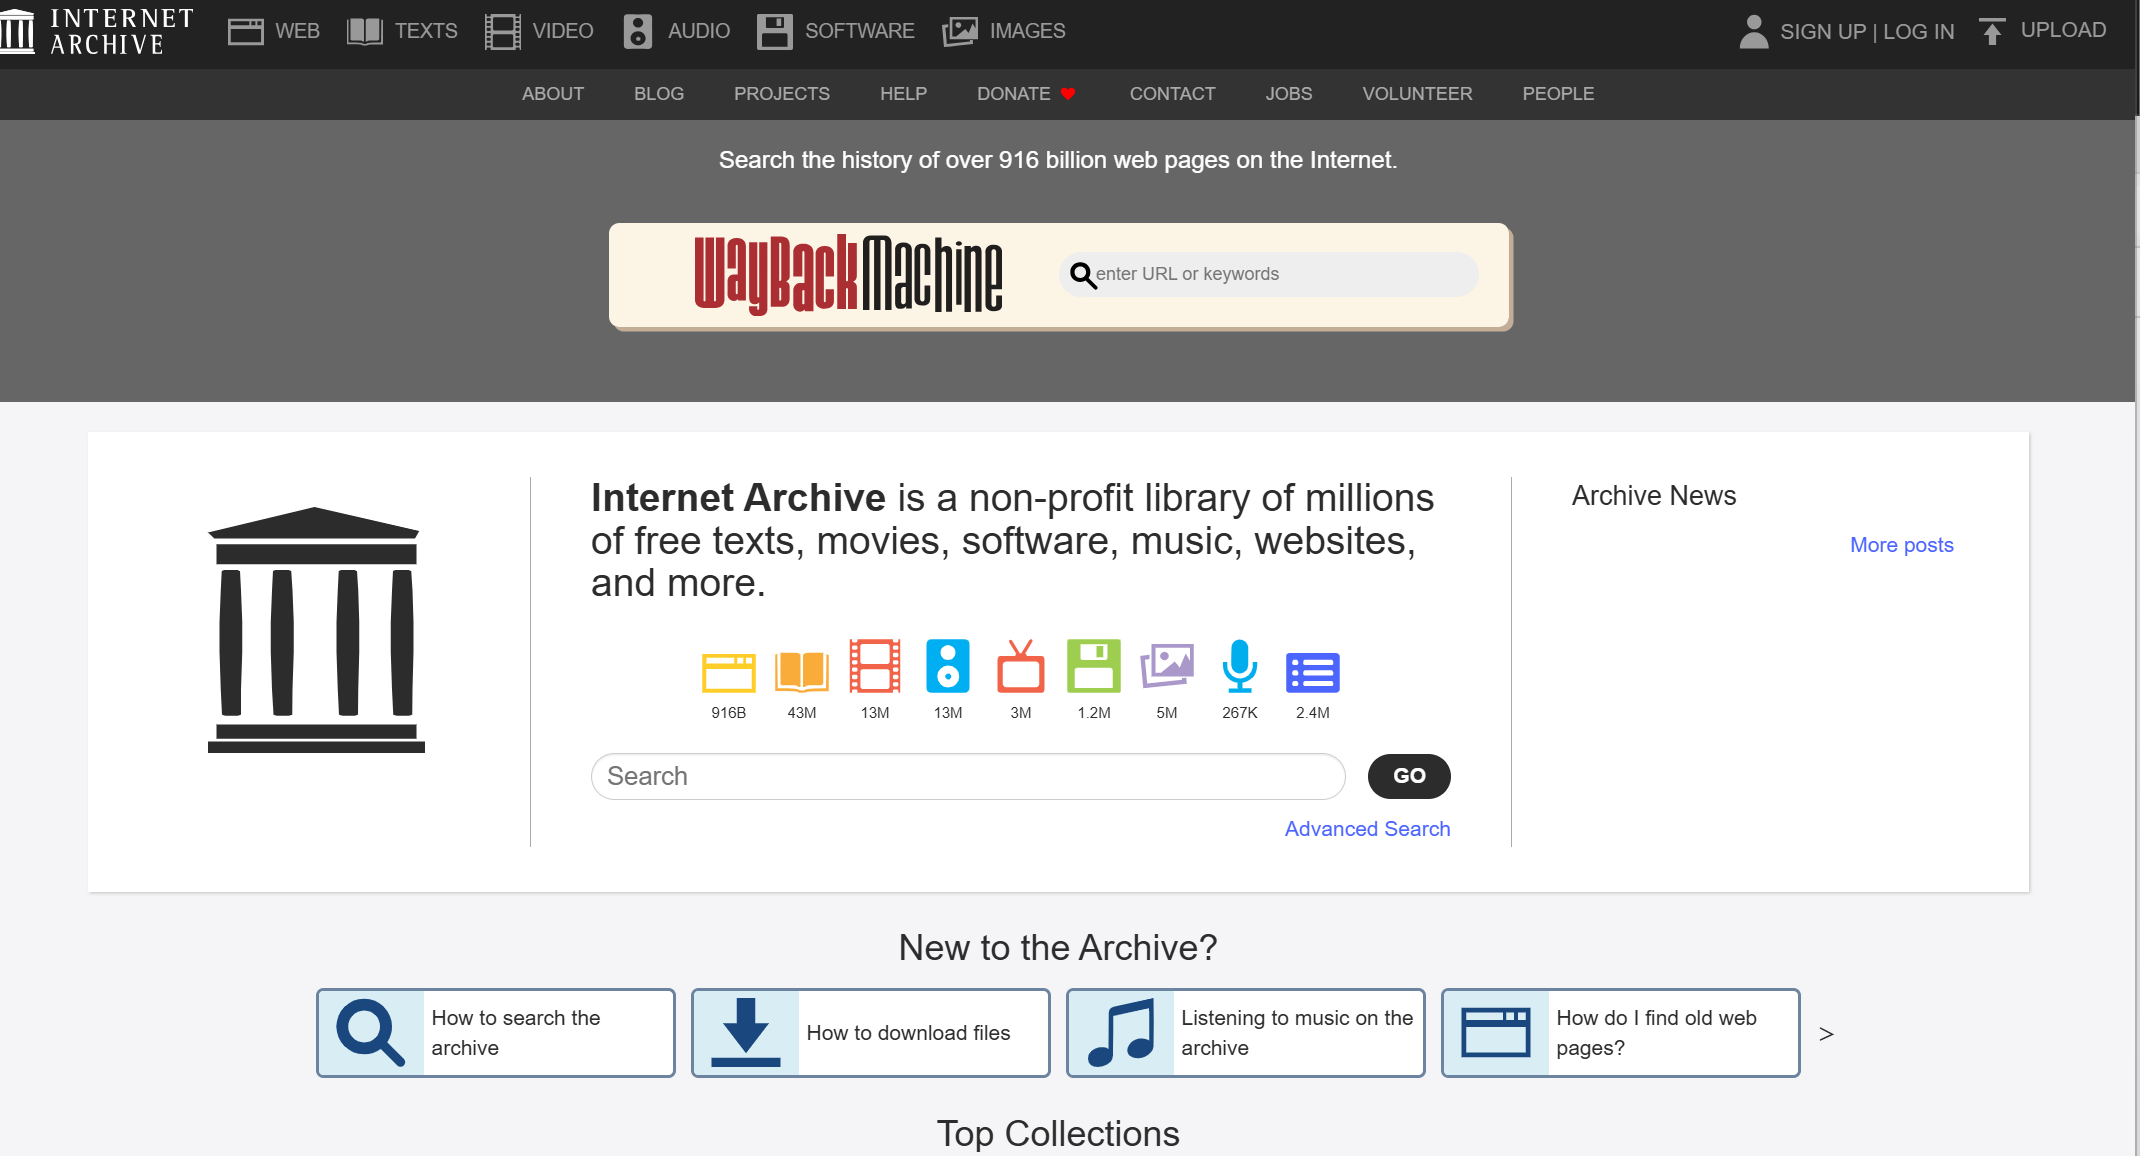 INTERNET
ARCHIVE
WEB
TEXTS
VIDEO
AUDIO
SOFTWARE
IMAGES
SIGN UP | LOG IN
UPLOAD
ABOUT
BLOG
PROJECTS
HELP
DONATE
CONTACT
JOBS
VOLUNTEER
PEOPLE
Search the history of over 916 billion web pages on the Internet.
WayBackMachine
enter URL or keywords
Internet Archive is a non-profit library of millions
of free texts, movies, software, music, websites,
and more.
916B
43M
13M
13M
3M
1.2M
5M
267K
2.4M
Search
GO
Advanced Search
Archive News
More posts
New to the Archive?
How to search the
archive
How to download files
Listening to music on the
archive
How do I find old web
pages?
>
Top Collections